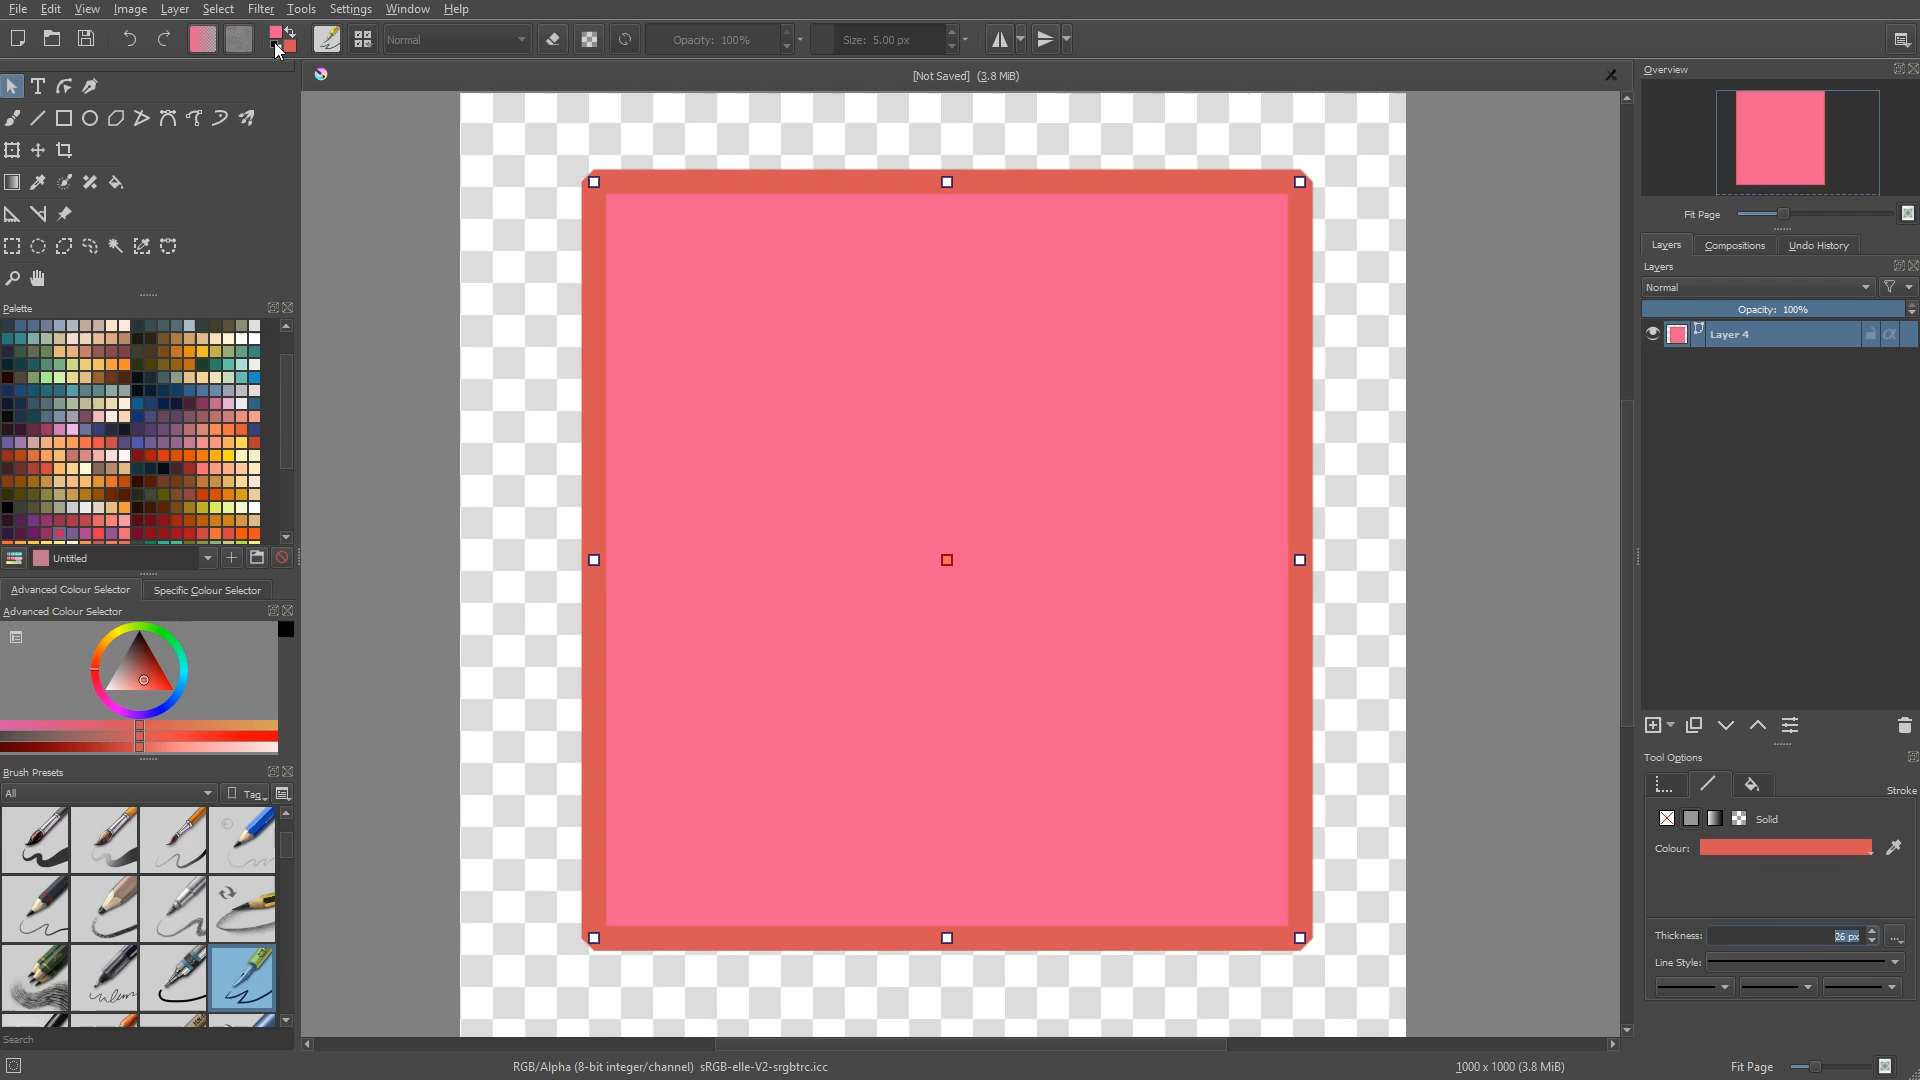 File Edit View Image Layer Select Filter Tools Settings Window Help
Normal Opacity: 100% Size: 5.00 px
[Not Saved] (3.8 MiB)
Overview
Fit Page
Layers Compositions Undo History
Layers
Normal
Opacity: 100%
Layer 4
Palette
Untitled
Advanced Colour Selector Specific Colour Selector
Advanced Colour Selector
Brush Presets
All Tag
Search
Tool Options
Stroke
Solid
Colour:
Thickness: 26 px ...
Line Style:
RGB/Alpha (8-bit integer/channel) sRGB-elle-V2-srgbtrc.icc 1000 x 1000 (3.8 MiB) Fit Page